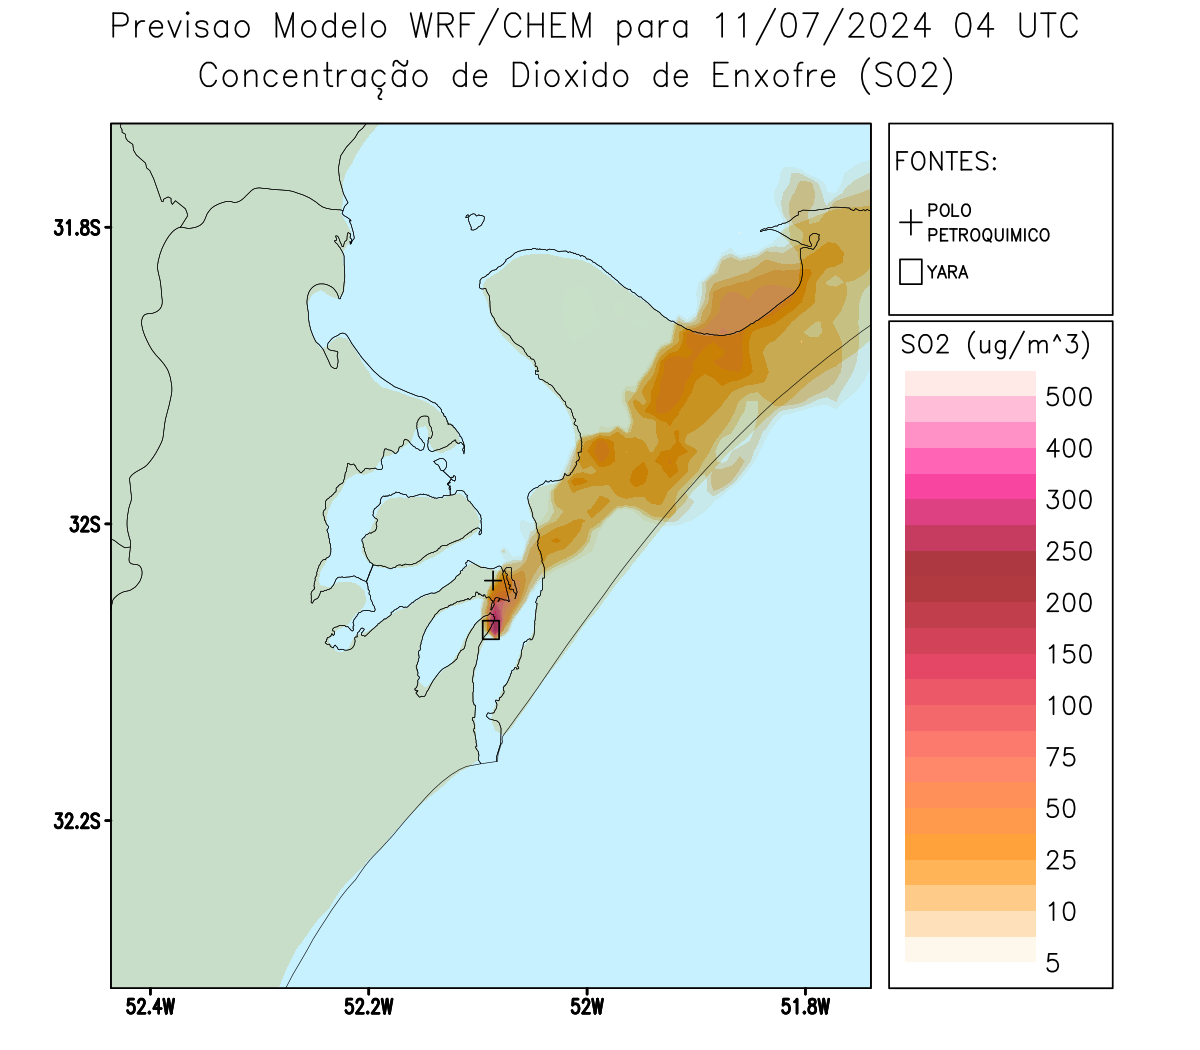 Previsao Modelo WRF/CHEM para 11/07/2024 04 UTC
Concentração de Dioxido de Enxofre (SO2)
FONTES:
POLO
PETROQUIMICO
YARA
SO2 (ug/m^3)
500
400
300
250
200
150
100
75
50
25
10
5
31.8S
32S
32.2S
52.4W
52.2W
52W
51.8W